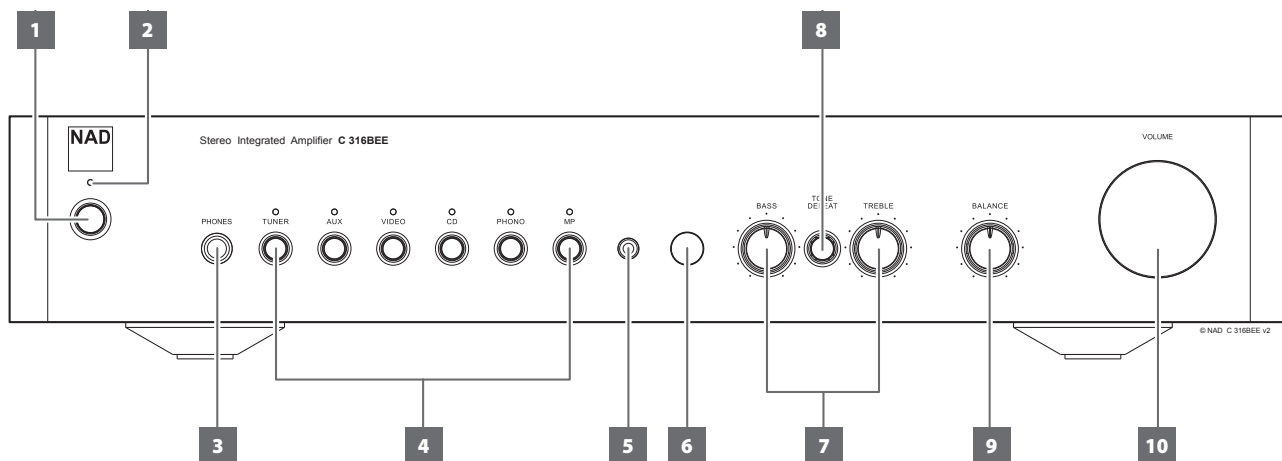 1 2 8
NAD
Stereo Integrated Amplifier C 316BEE
VOLUME
PHONES TUNER AUX VIDEO CD PHONO MP BASS TONE DEFEAT TREBLE BALANCE
© NAD C 316BEE v2
3 4 5 6 7 9 10